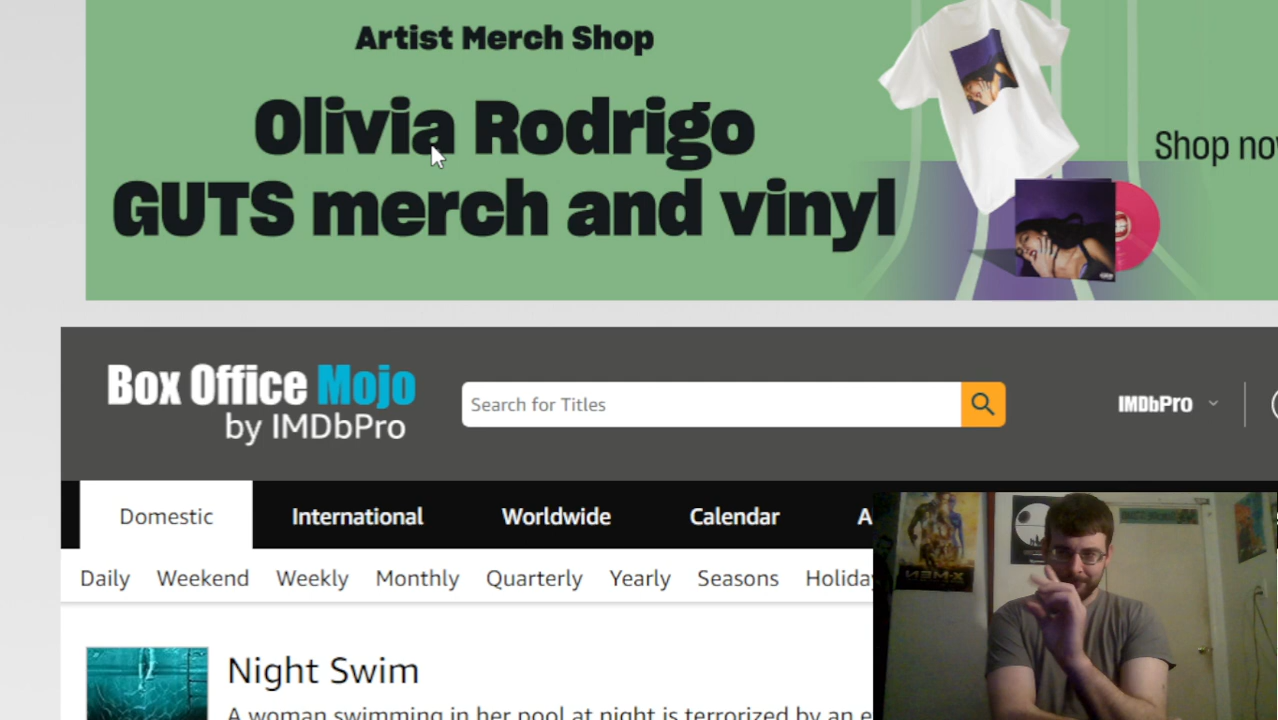 Artist Merch Shop
Olivia Rodrigo
GUTS merch and vinyl
Shop no
Box Office Mojo
by IMDbPro
Search for Titles
IMDbPro
Domestic International Worldwide Calendar A
Daily Weekend Weekly Monthly Quarterly Yearly Seasons Holiday
Night Swim
A woman swimming in her pool at night is terrorized by an e